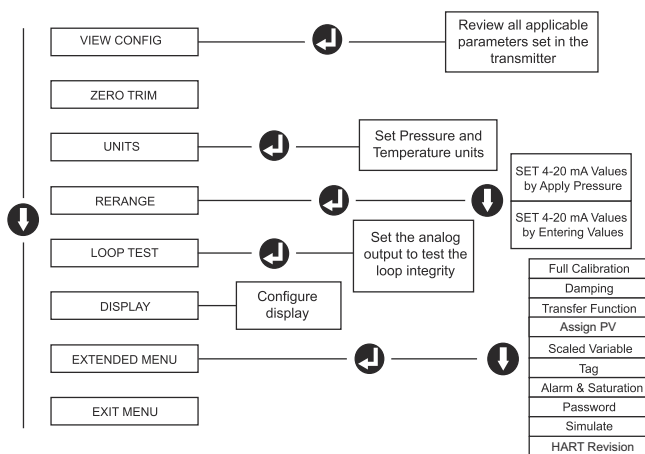 VIEW CONFIG
Review all applicable
parameters set in the
transmitter
ZERO TRIM
UNITS
Set Pressure and
Temperature units
RERANGE
SET 4-20 mA Values
by Apply Pressure
SET 4-20 mA Values
by Entering Values
LOOP TEST
Set the analog
output to test the
loop integrity
DISPLAY
Configure
display
EXTENDED MENU
Full Calibration
Damping
Transfer Function
Assign PV
Scaled Variable
Tag
Alarm & Saturation
Password
Simulate
HART Revision
EXIT MENU